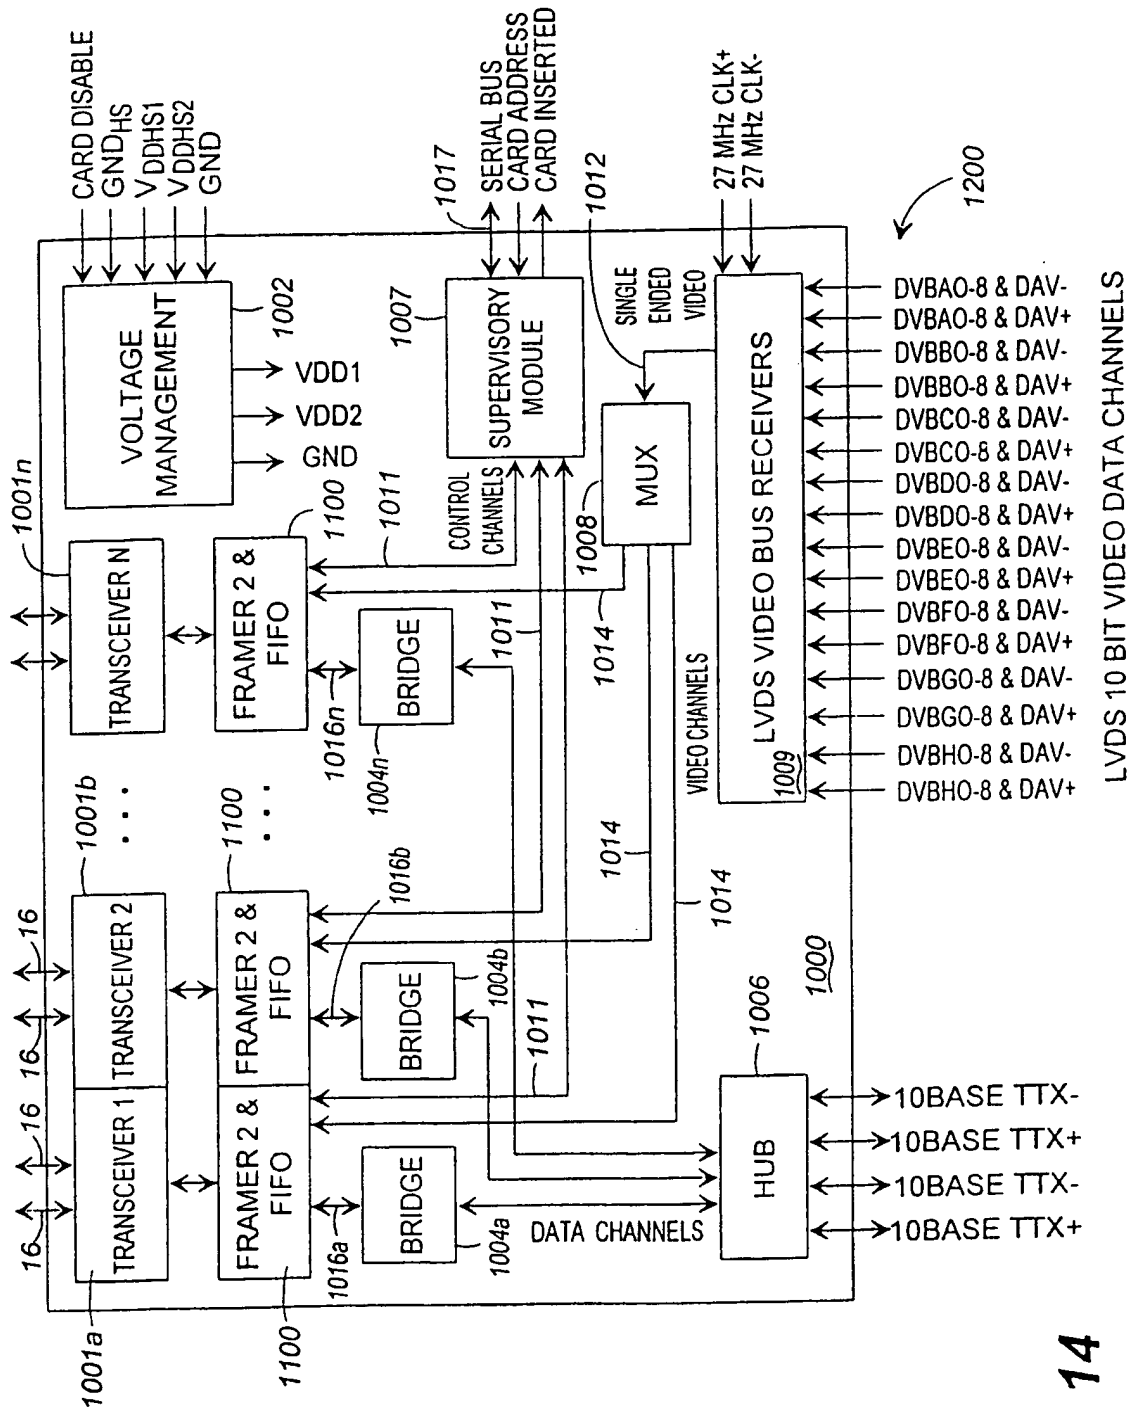 CARD DISABLE
GNDHS
VDDHS1
VDDHS2
GND
1017
SERIAL BUS
CARD ADDRESS
CARD INSERTED
1012
27 MHz CLK+
27 MHz CLK-
1200
VOLTAGE
MANAGEMENT
1002
VDD1
VDD2
GND
1007
SUPERVISORY
MODULE
SINGLE
ENDED
VIDEO
MUX
1008
LVDS VIDEO BUS RECEIVERS
1009
1001n
TRANSCEIVER N
FRAMER 2 &
FIFO
1100
1011
CONTROL
CHANNELS
1014
1011
1016n
BRIDGE
1004n
VIDEO CHANNELS
1001b
• • •
1100
• • •
16
16
TRANSCEIVER 2
FRAMER 2 &
FIFO
1016b
BRIDGE
1004b
1014
1014
1011
16
16
TRANSCEIVER 1
1001a
FRAMER 2 &
FIFO
1100
1016a
BRIDGE
1004a
DATA CHANNELS
HUB
1006
1000
DVBAO-8 & DAV-
DVBAO-8 & DAV+
DVBBO-8 & DAV-
DVBBO-8 & DAV+
DVBCO-8 & DAV-
DVBCO-8 & DAV+
DVBDO-8 & DAV-
DVBDO-8 & DAV+
DVBEO-8 & DAV-
DVBEO-8 & DAV+
DVBFO-8 & DAV-
DVBFO-8 & DAV+
DVBGO-8 & DAV-
DVBGO-8 & DAV+
DVBHO-8 & DAV-
DVBHO-8 & DAV+
LVDS 10 BIT VIDEO DATA CHANNELS
10BASE TTX-
10BASE TTX+
10BASE TTX-
10BASE TTX+
14